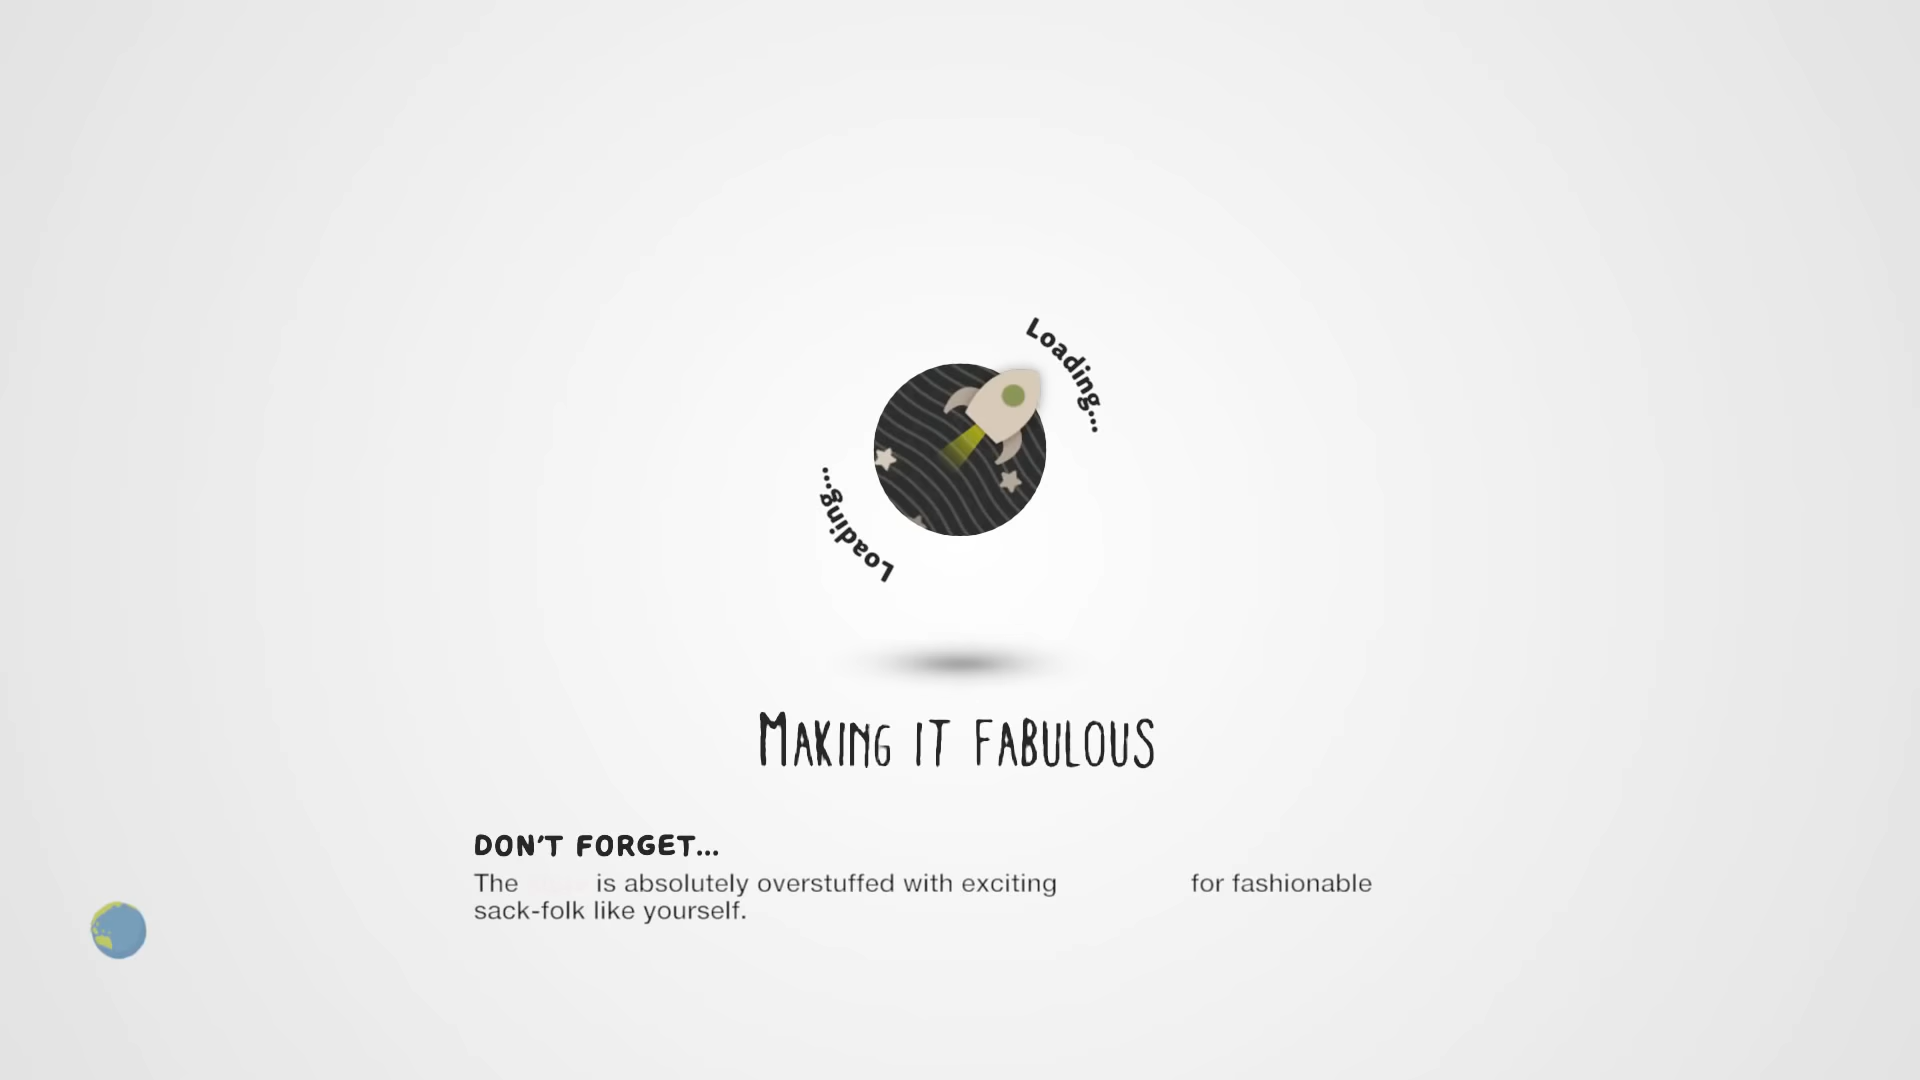 Loading...
Loading...
Making it fabulous
DON'T FORGET...
The is absolutely overstuffed with exciting for fashionable
sack-folk like yourself.